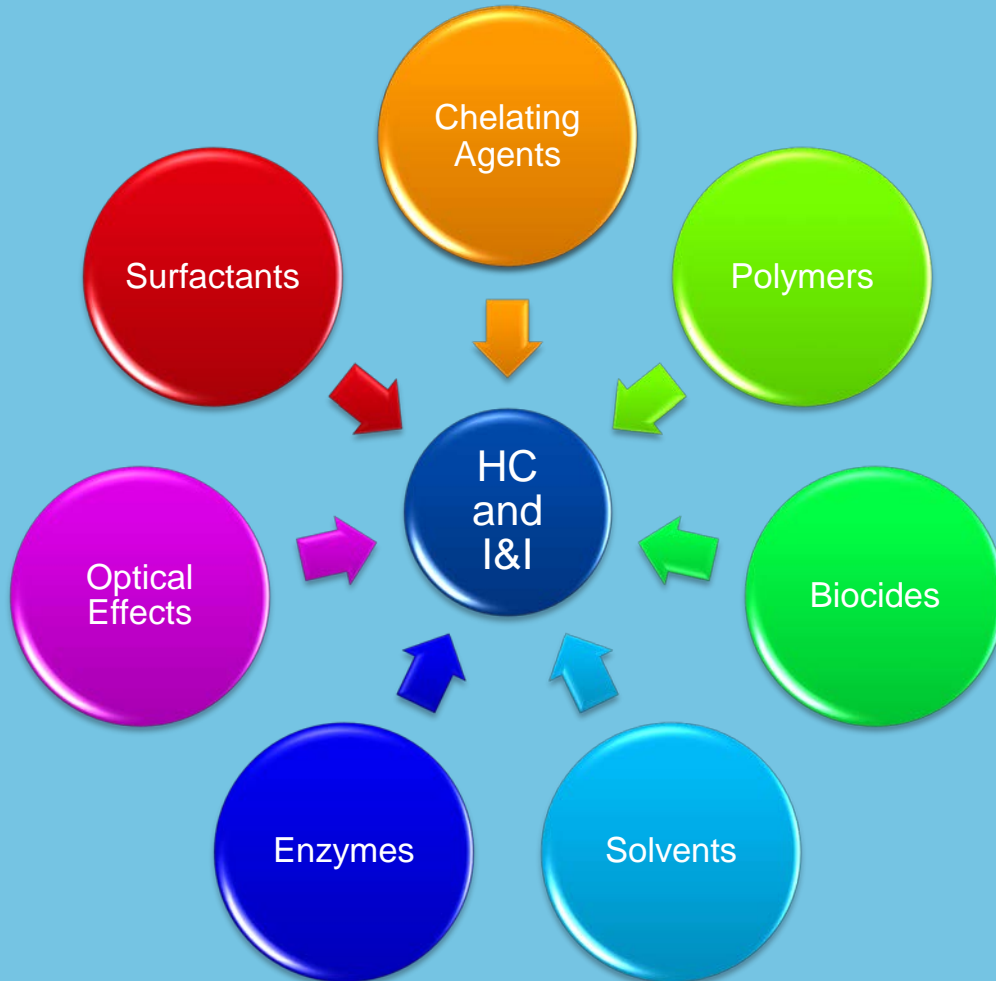 Chelating
Agents
Surfactants
Polymers
HC
and
I&I
Optical
Effects
Biocides
Enzymes
Solvents